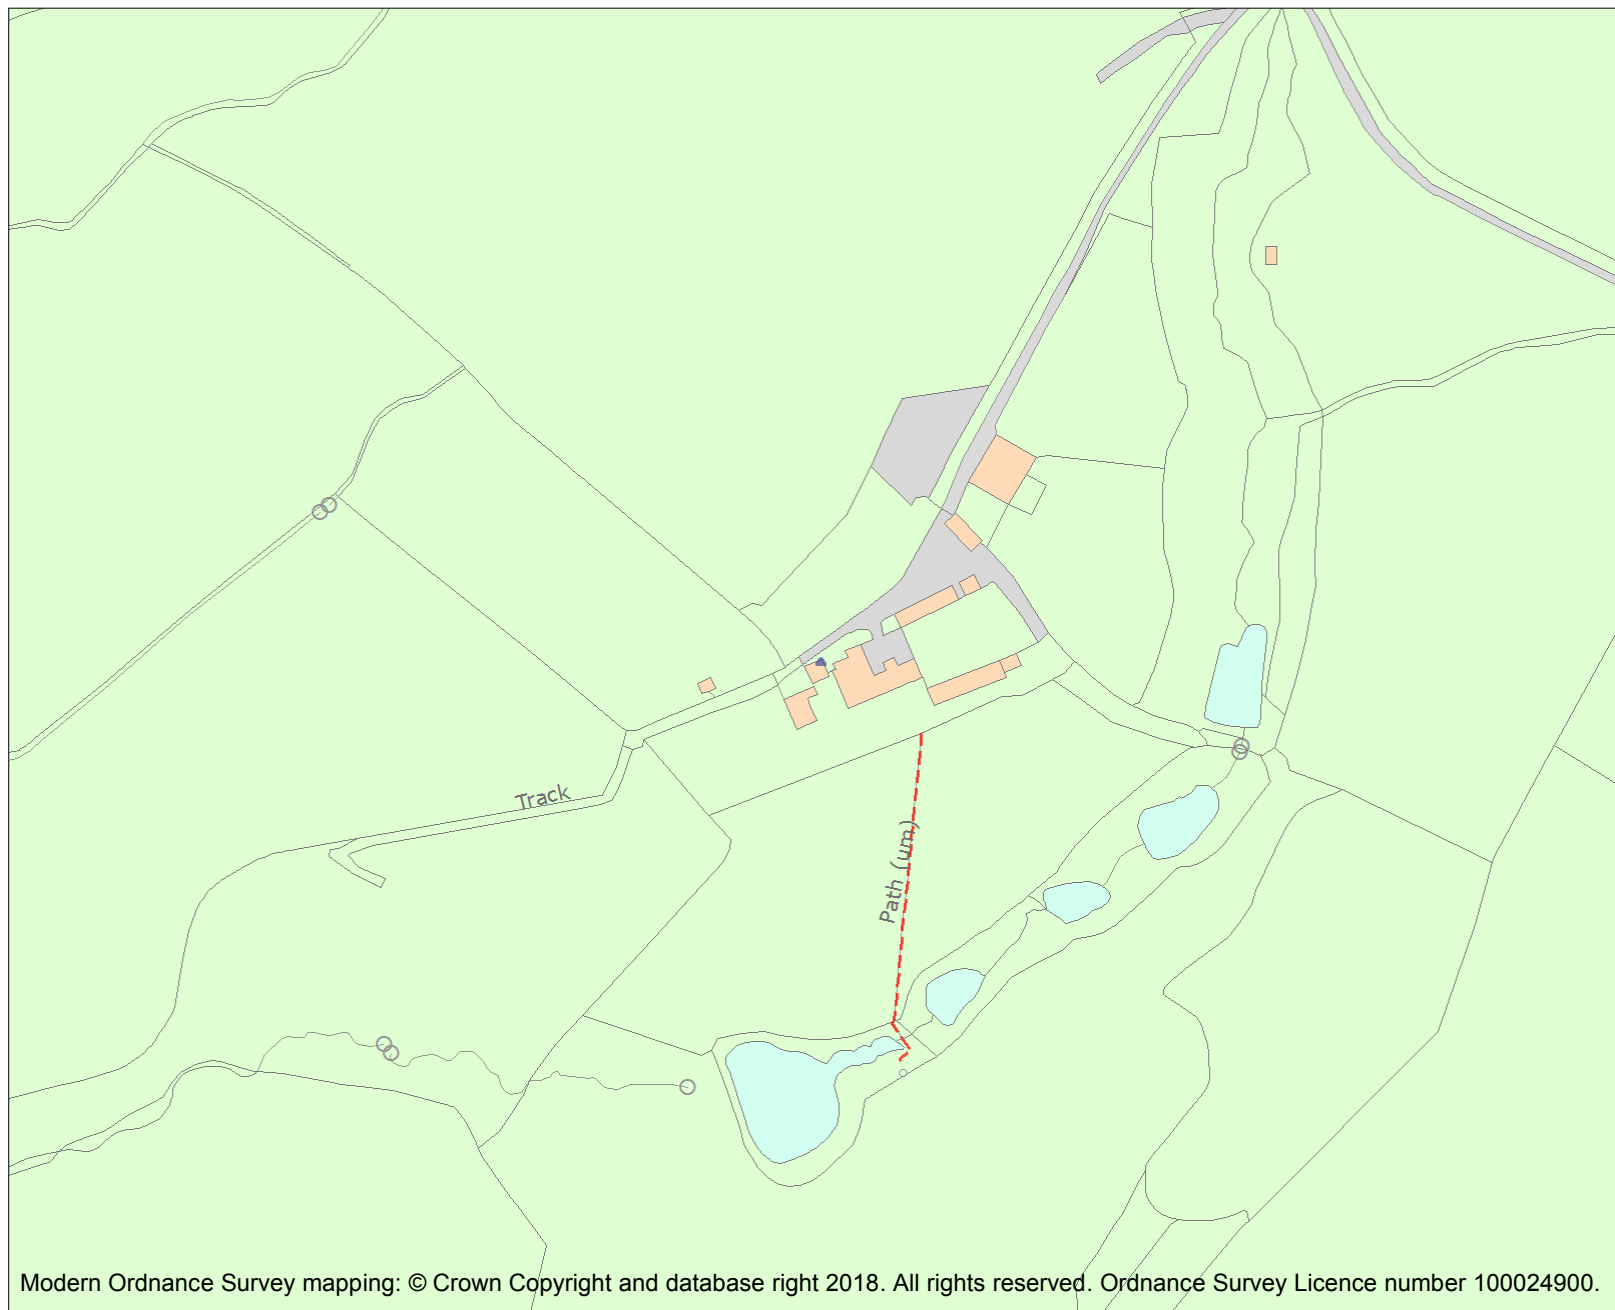 Track
Path (um)
Modern Ordnance Survey mapping: © Crown Copyright and database right 2018. All rights reserved. Ordnance Survey Licence number 100024900.